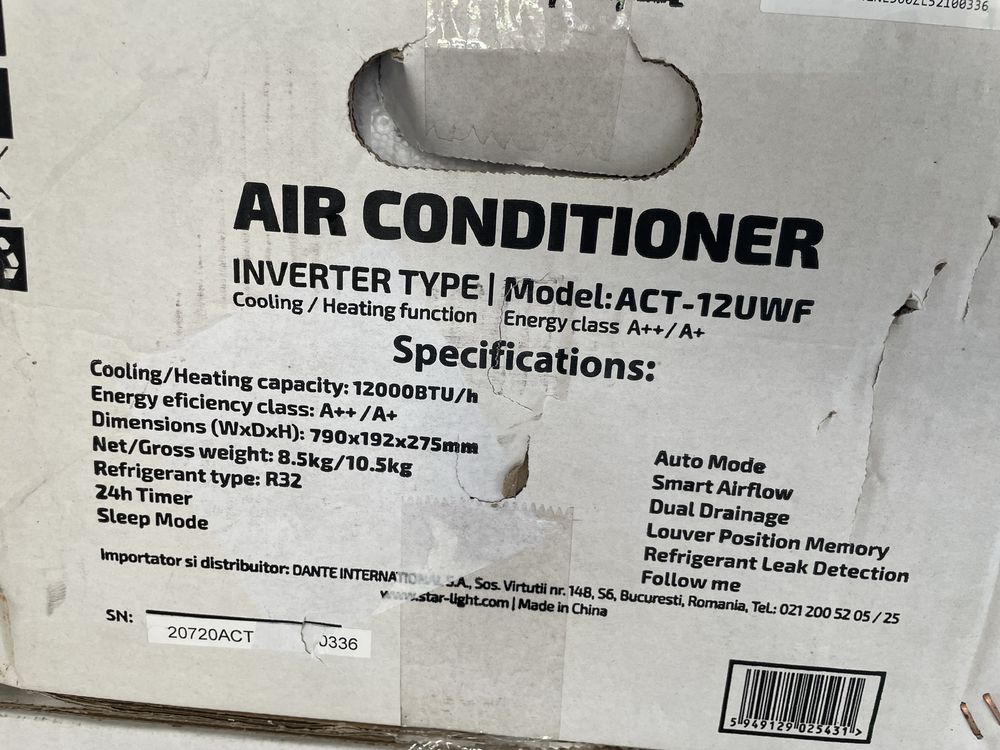 AIR CONDITIONER
INVERTER TYPE | Model:ACT-12UWF
Cooling / Heating function Energy class A++/A+
Specifications:
Cooling/Heating capacity: 12000BTU/h
Energy eficiency class: A++/A+
Dimensions (WxDxH): 790x192x275mm
Net/Gross weight: 8.5kg/10.5kg
Refrigerant type: R32
24h Timer
Sleep Mode
Auto Mode
Smart Airflow
Dual Drainage
Louver Position Memory
Refrigerant Leak Detection
Follow me
Importator si distribuitor: DANTE INTERNATIONAL S.A., Sos. Virtutii nr. 148, S6, Bucuresti, Romania, Tel.: 021 200 52 05 / 25
www.star-light.com | Made in China
SN:
20720ACT 0336
5 949129 025431 >